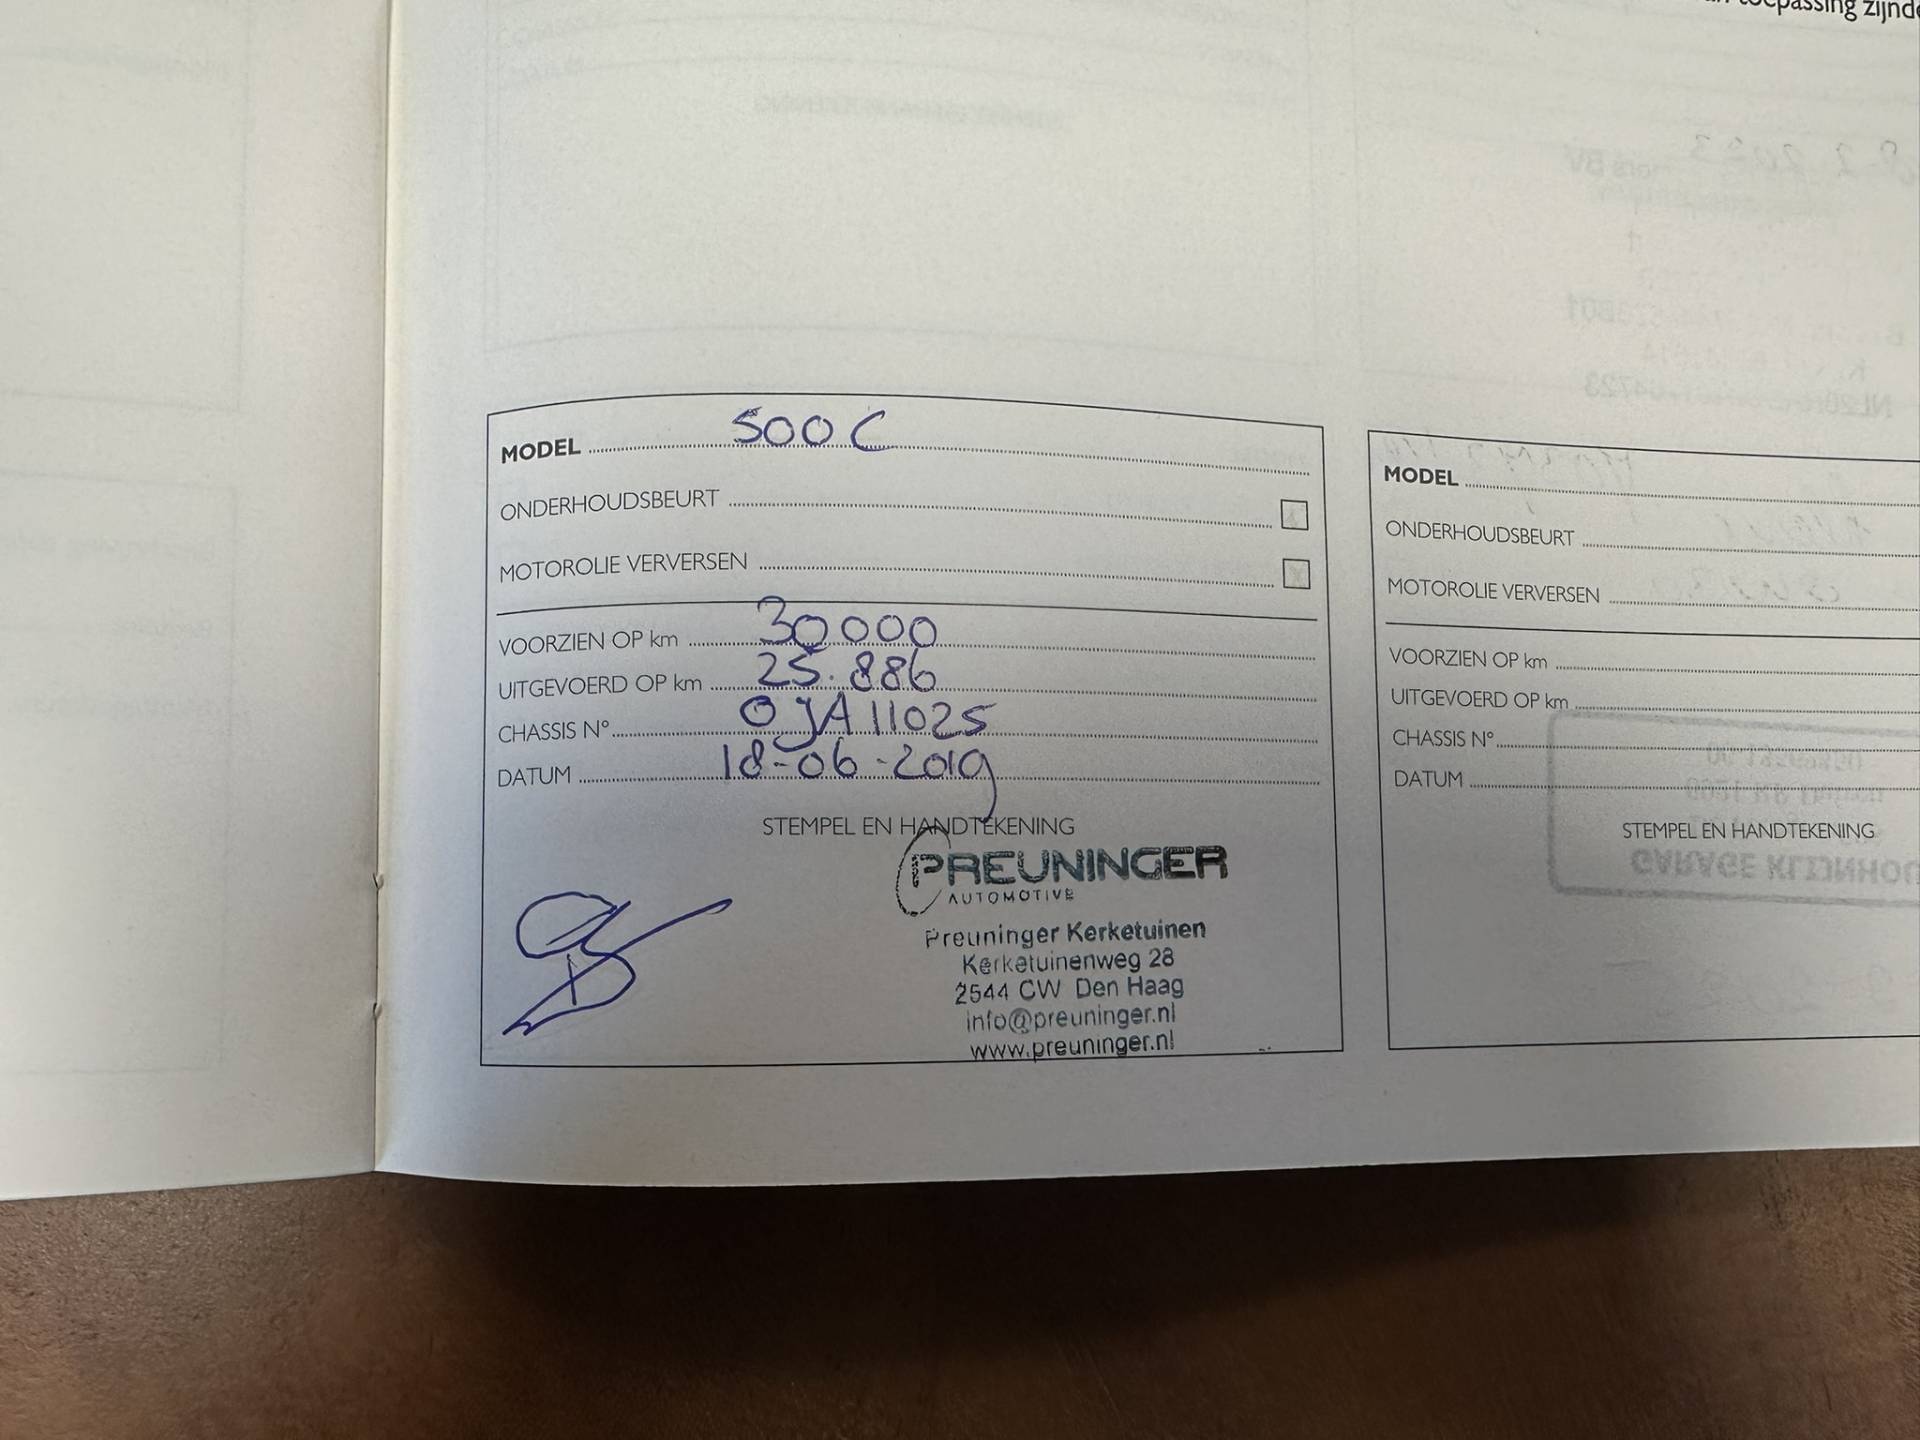 toepassing zijnde
MODEL 500 C
ONDERHOUDSBEURT
MOTOROLIE VERVERSEN
VOORZIEN OP km 30000
UITGEVOERD OP km 25.886
CHASSIS N° OJA11025
DATUM 18-06-2019
STEMPEL EN HANDTEKENING
PREUNINGER
AUTOMOTIVE
Preuninger Kerketuinen
Kerketuinenweg 28
2544 CW Den Haag
info@preuninger.nl
www.preuninger.nl
MODEL
ONDERHOUDSBEURT
MOTOROLIE VERVERSEN
VOORZIEN OP km
UITGEVOERD OP km
CHASSIS N°
DATUM
STEMPEL EN HANDTEKENING